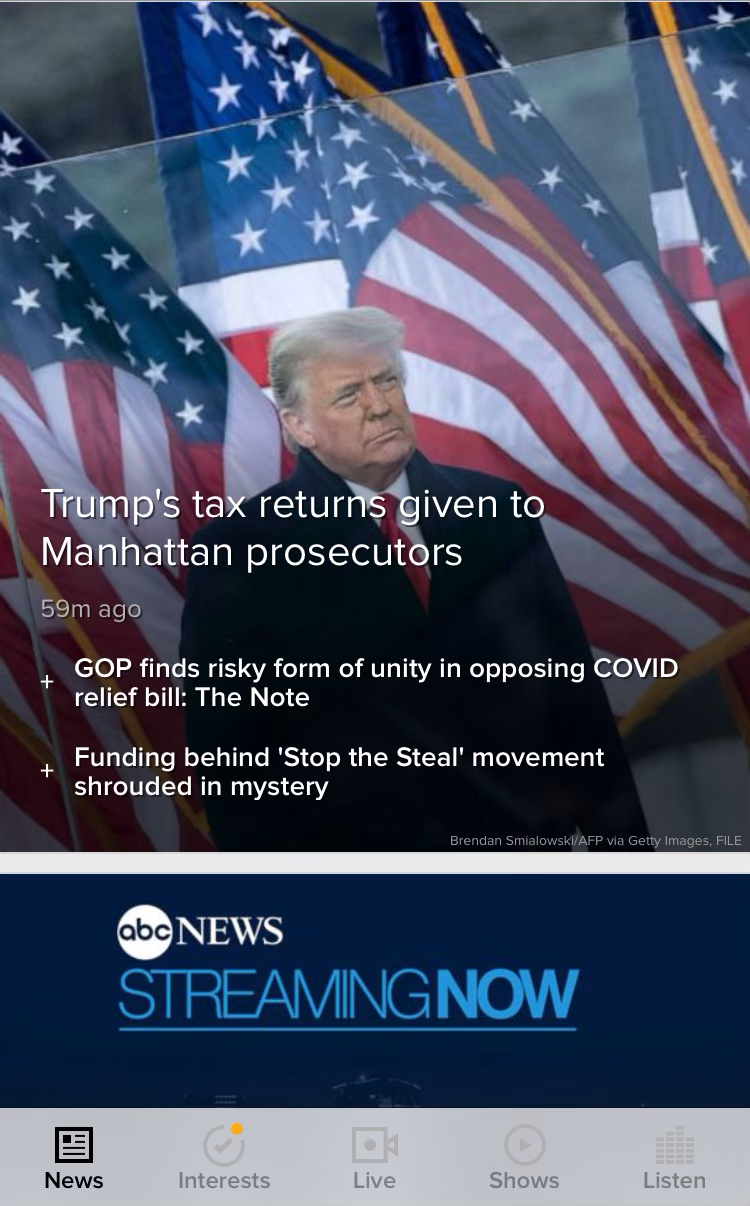 Trump's tax returns given to
Manhattan prosecutors
59m ago
+ GOP finds risky form of unity in opposing COVID
relief bill: The Note
+ Funding behind 'Stop the Steal' movement
shrouded in mystery
Brendan Smialowski/AFP via Getty Images, FILE
abc NEWS
STREAMING NOW
News Interests Live Shows Listen